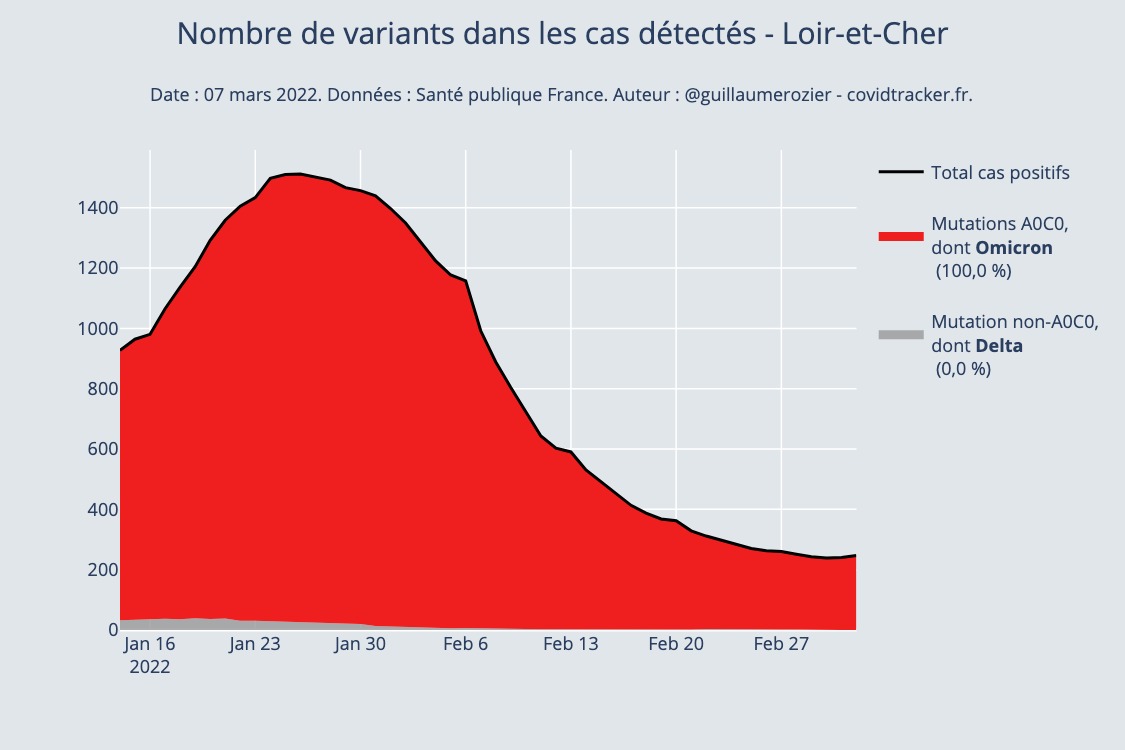 Nombre de variants dans les cas détectés - Loir-et-Cher
Date : 07 mars 2022. Données : Santé publique France. Auteur : @guillaumerozier - covidtracker.fr.
Total cas positifs
Mutations A0C0,
dont Omicron
(100,0 %)
Mutation non-A0C0,
dont Delta
(0,0 %)
1400
1200
1000
800
600
400
200
0
Jan 16
2022
Jan 23
Jan 30
Feb 6
Feb 13
Feb 20
Feb 27